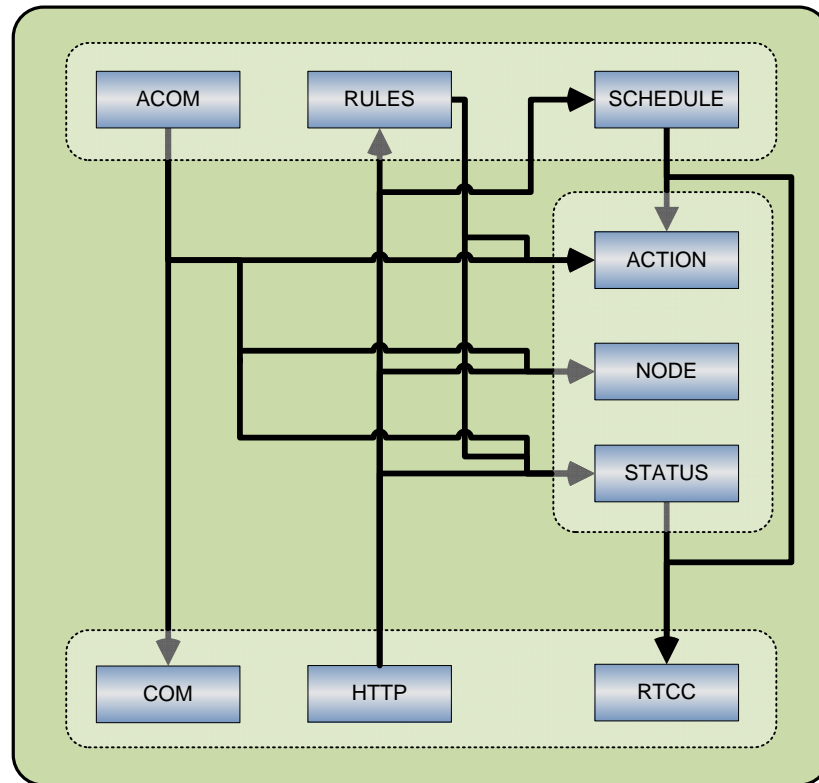 ACOM
RULES
SCHEDULE
ACTION
NODE
STATUS
COM
HTTP
RTCC